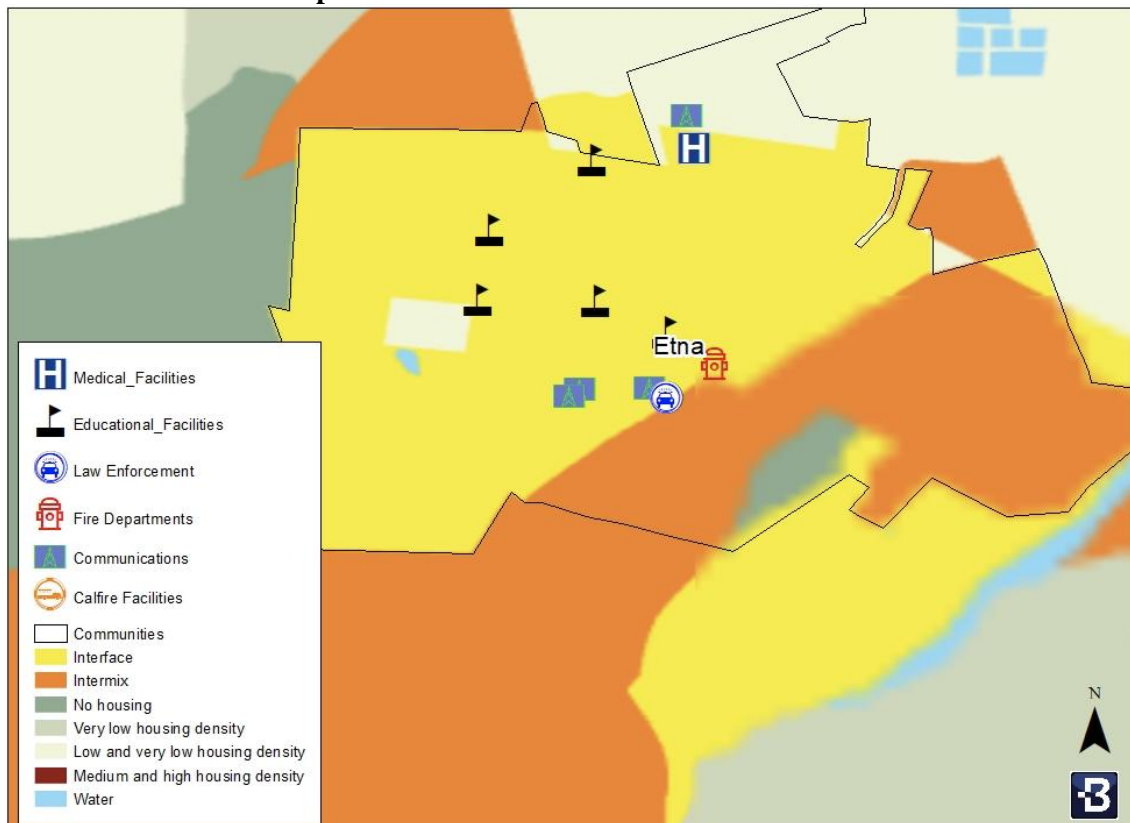 Etna
H Medical_Facilities
Educational_Facilities
Law Enforcement
Fire Departments
Communications
Calfire Facilities
Communities
Interface
Intermix
No housing
Very low housing density
Low and very low housing density
Medium and high housing density
Water
H
N
B